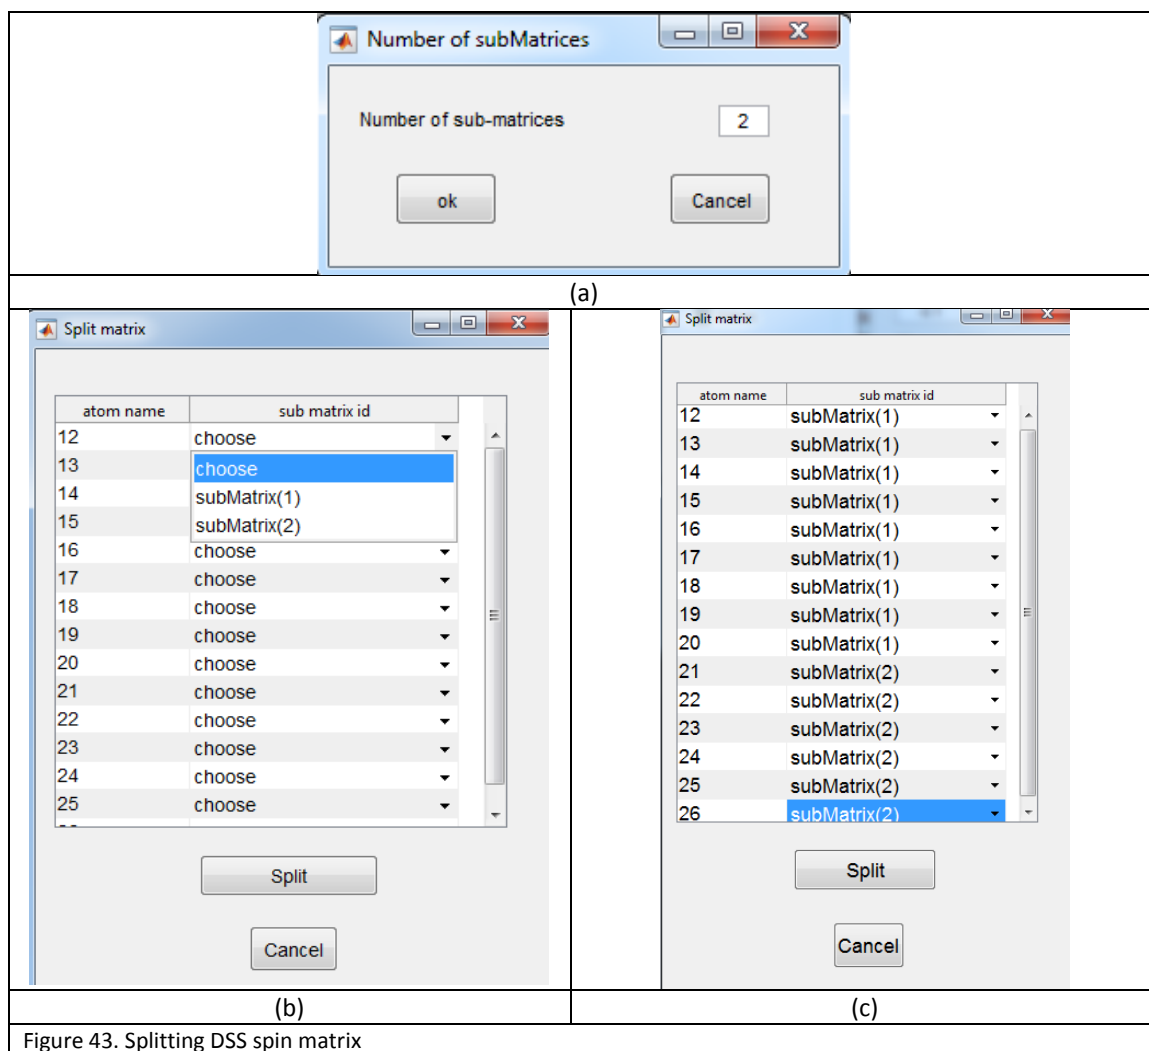 Number of subMatrices
Number of sub-matrices 2
ok Cancel
(a)
Split matrix
atom name sub matrix id
12 choose
13 choose
14 subMatrix(1)
15 subMatrix(2)
16 choose
17 choose
18 choose
19 choose
20 choose
21 choose
22 choose
23 choose
24 choose
25 choose
Split
Cancel
(b)
Split matrix
atom name sub matrix id
12 subMatrix(1)
13 subMatrix(1)
14 subMatrix(1)
15 subMatrix(1)
16 subMatrix(1)
17 subMatrix(1)
18 subMatrix(1)
19 subMatrix(1)
20 subMatrix(1)
21 subMatrix(2)
22 subMatrix(2)
23 subMatrix(2)
24 subMatrix(2)
25 subMatrix(2)
26 subMatrix(2)
Split
Cancel
(c)
Figure 43. Splitting DSS spin matrix